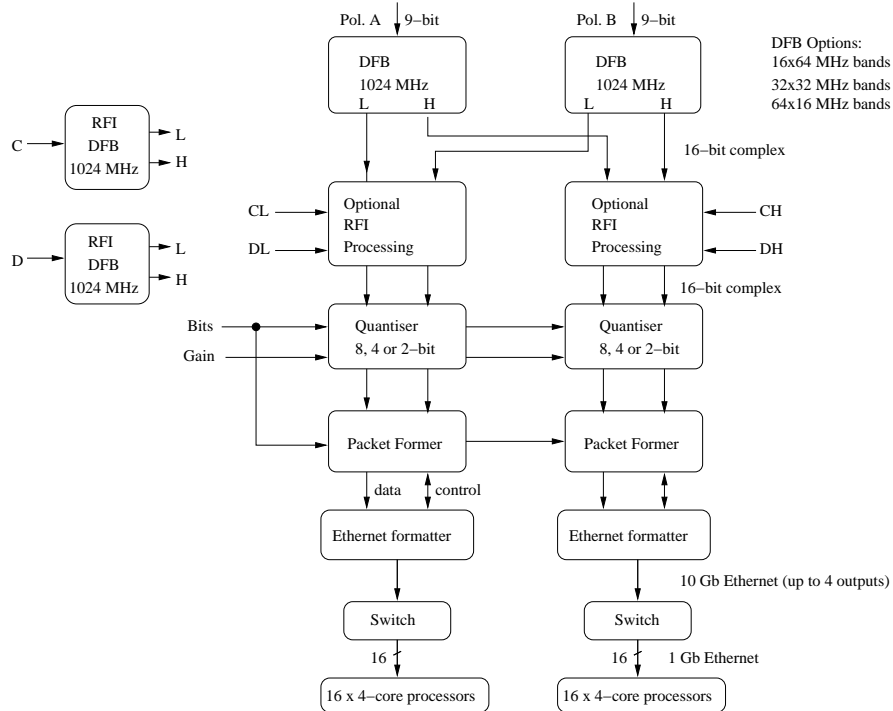 Pol. A 9−bit
Pol. B 9−bit
DFB
1024 MHz
L H
DFB
1024 MHz
L H
DFB Options:
16x64 MHz bands
32x32 MHz bands
64x16 MHz bands
C
RFI
DFB
1024 MHz
L
H
16−bit complex
CL
DL
Optional
RFI
Processing
Optional
RFI
Processing
CH
DH
D
RFI
DFB
1024 MHz
L
H
16−bit complex
Bits
Gain
Quantiser
8, 4 or 2−bit
Quantiser
8, 4 or 2−bit
Packet Former
Packet Former
data control
Ethernet formatter
Ethernet formatter
10 Gb Ethernet (up to 4 outputs)
Switch
Switch
16
16
1 Gb Ethernet
16 x 4−core processors
16 x 4−core processors